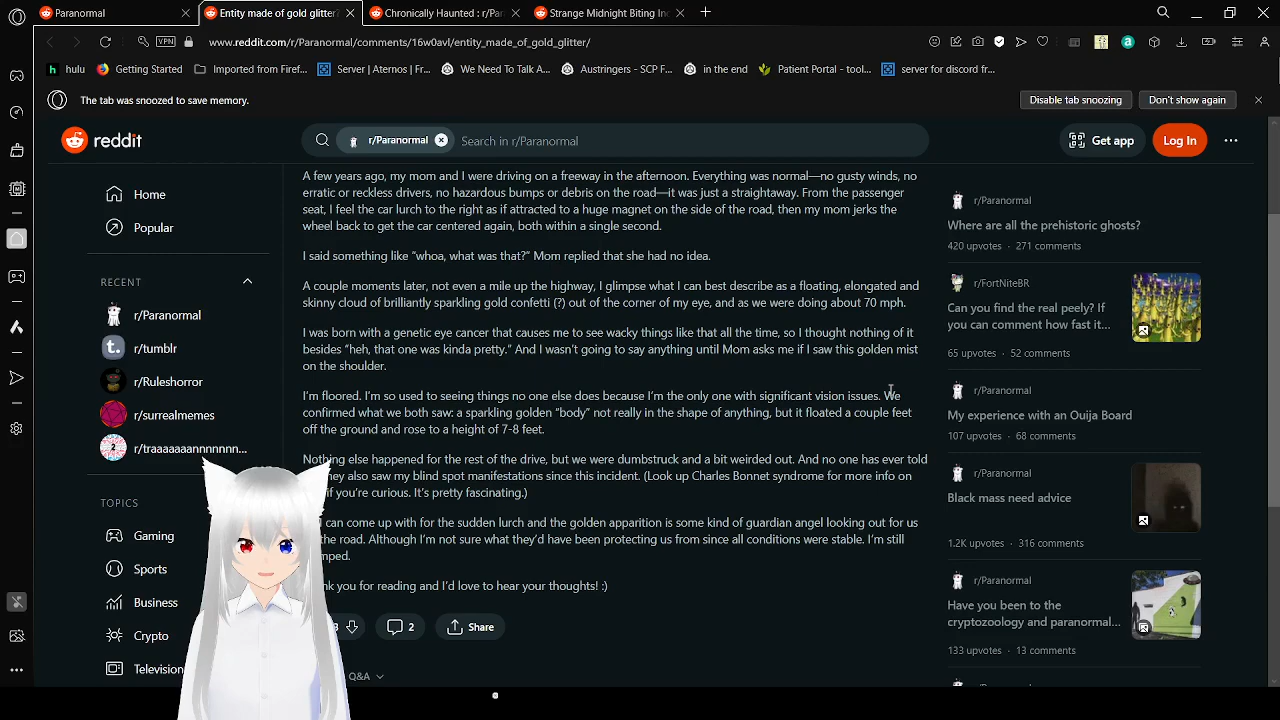 Paranormal
Entity made of gold glitter?
Chronically Haunted : r/Par
Strange Midnight Biting Inc
VPN
www.reddit.com/r/Paranormal/comments/16w0avl/entity_made_of_gold_glitter/
hulu
Getting Started
Imported from Firef...
Server | Aternos | Fr...
We Need To Talk A...
Austringers - SCP F...
in the end
Patient Portal - tool...
server for discord fr...
The tab was snoozed to save memory.
Disable tab snoozing
Don't show again
reddit
r/Paranormal
Search in r/Paranormal
Get app
Log In
Home
Popular
RECENT
r/Paranormal
r/tumblr
r/Ruleshorror
r/surrealmemes
r/traaaaaaannnnnnn...
TOPICS
Gaming
Sports
Business
Crypto
Television
A few years ago, my mom and I were driving on a freeway in the afternoon. Everything was normal—no gusty winds, no
erratic or reckless drivers, no hazardous bumps or debris on the road—it was just a straightaway. From the passenger
seat, I feel the car lurch to the right as if attracted to a huge magnet on the side of the road, then my mom jerks the
wheel back to get the car centered again, both within a single second.
I said something like “whoa, what was that?” Mom replied that she had no idea.
A couple moments later, not even a mile up the highway, I glimpse what I can best describe as a floating, elongated and
skinny cloud of brilliantly sparkling gold confetti (?) out of the corner of my eye, and as we were doing about 70 mph.
I was born with a genetic eye cancer that causes me to see wacky things like that all the time, so I thought nothing of it
besides “heh, that one was kinda pretty.” And I wasn’t going to say anything until Mom asks me if I saw this golden mist
on the shoulder.
I’m floored. I’m so used to seeing things no one else does because I’m the only one with significant vision issues. We
confirmed what we both saw: a sparkling golden “body” not really in the shape of anything, but it floated a couple feet
off the ground and rose to a height of 7-8 feet.
Nothing else happened for the rest of the drive, but we were dumbstruck and a bit weirded out. And no one has ever told
they also saw my blind spot manifestations since this incident. (Look up Charles Bonnet syndrome for more info on
if you’re curious. It’s pretty fascinating.)
can come up with for the sudden lurch and the golden apparition is some kind of guardian angel looking out for us
the road. Although I’m not sure what they’d have been protecting us from since all conditions were stable. I’m still
mped.
nk you for reading and I’d love to hear your thoughts! :)
2
Share
Q&A
r/Paranormal
Where are all the prehistoric ghosts?
420 upvotes · 271 comments
r/FortNiteBR
Can you find the real peely? If
you can comment how fast it...
65 upvotes · 52 comments
r/Paranormal
My experience with an Ouija Board
107 upvotes · 68 comments
r/Paranormal
Black mass need advice
1.2K upvotes · 316 comments
r/Paranormal
Have you been to the
cryptozoology and paranormal...
133 upvotes · 13 comments